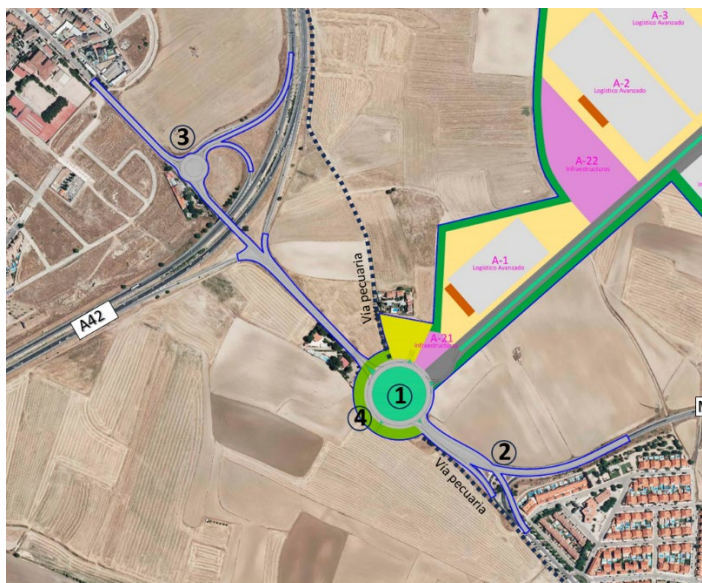 A-3
Logístico Avanzado
A-2
Logístico Avanzado
3
A-22
Infraestructuras
Vía pecuaria
A-1
Logístico Avanzado
A42
A-21
Infraestructuras
1
4
N
2
Vía pecuaria